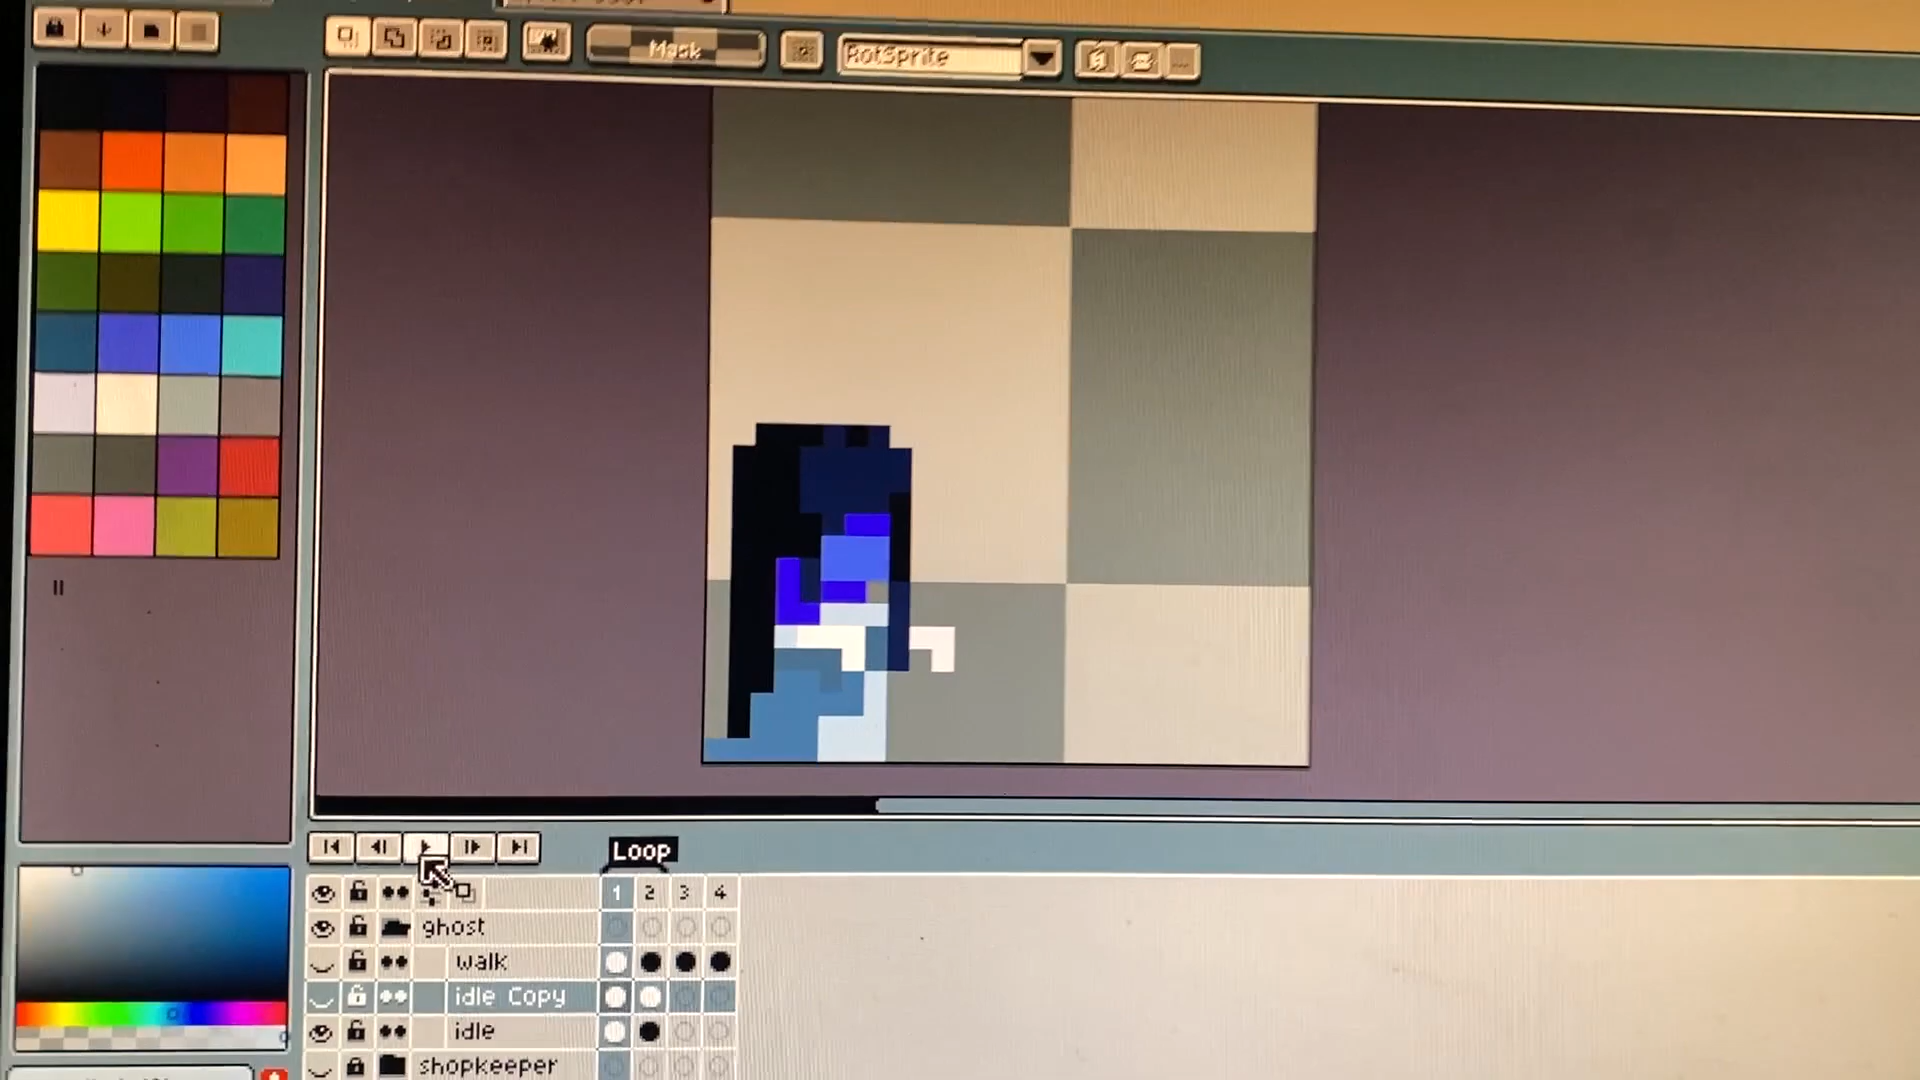 Mask
RotSprite
...
Loop
1 2 3 4
ghost
walk
idle Copy
idle
shopkeeper